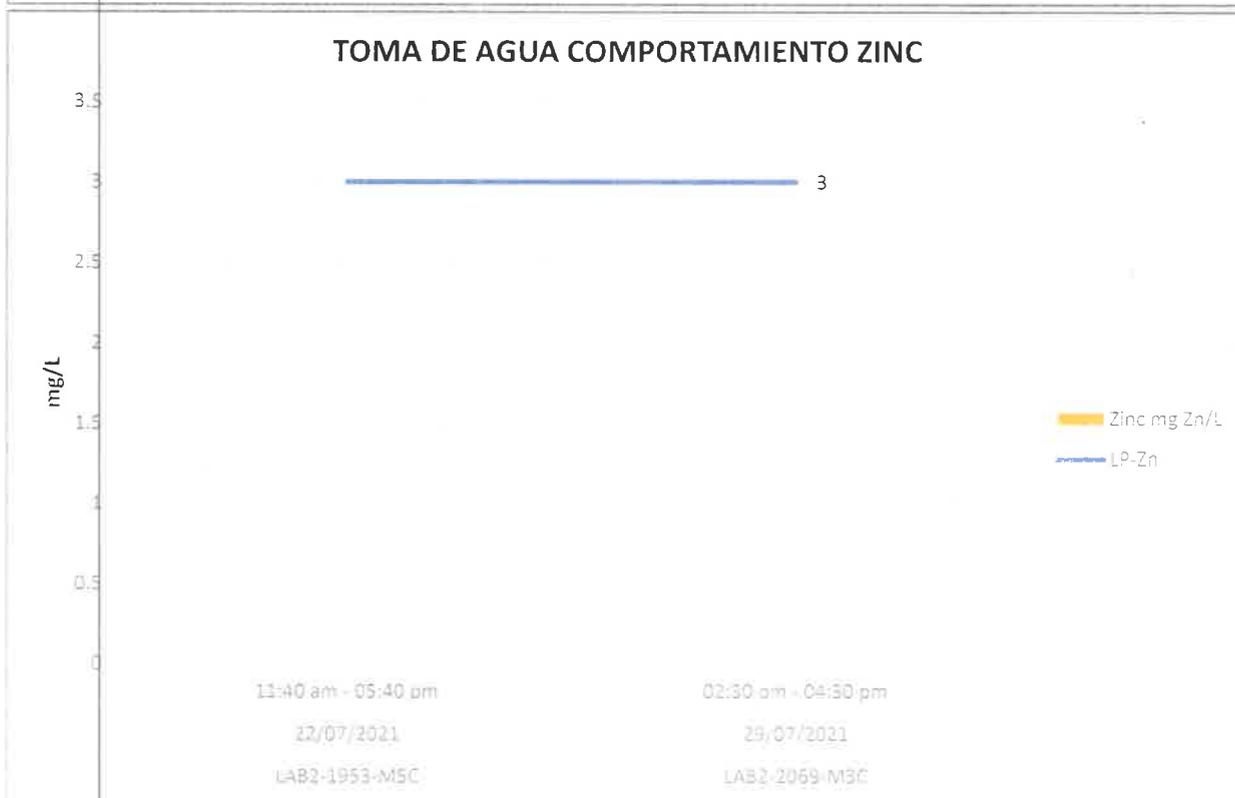 TOMA DE AGUA COMPORTAMIENTO ZINC
3.5
3
3
2.5
2
mg/L
1.5
1
0.5
0
Zinc mg Zn/L
LP-Zn
11:40 am - 05:40 pm
02:30 pm - 04:30 pm
22/07/2021
29/07/2021
LAB2-1953-M5C
LAB2-2069-M3C